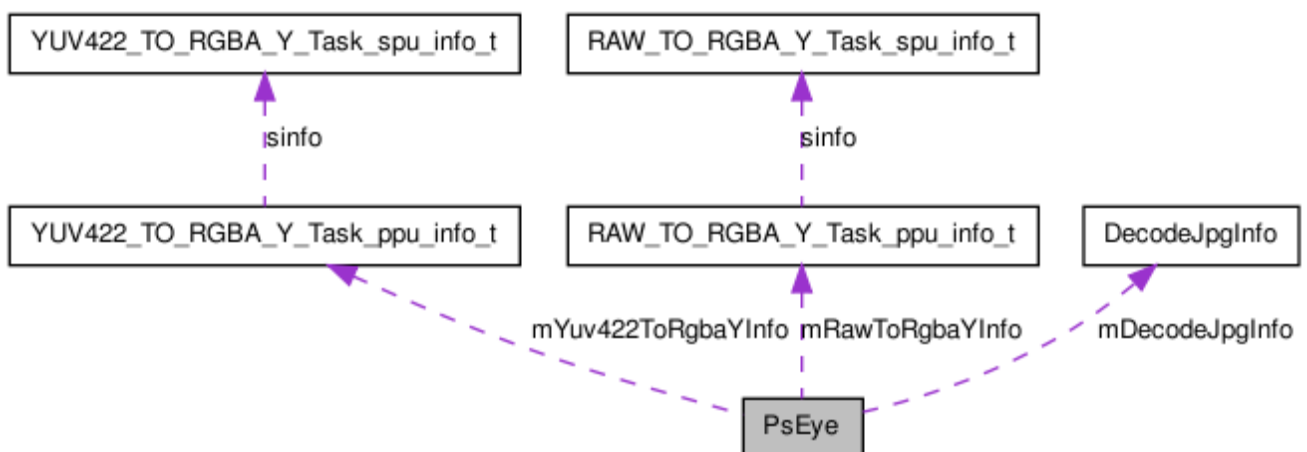 YUV422_TO_RGBA_Y_Task_spu_info_t
RAW_TO_RGBA_Y_Task_spu_info_t
sinfo
sinfo
YUV422_TO_RGBA_Y_Task_ppu_info_t
RAW_TO_RGBA_Y_Task_ppu_info_t
DecodeJpgInfo
mYuv422ToRgbaYInfo
mRawToRgbaYInfo
mDecodeJpgInfo
PsEye